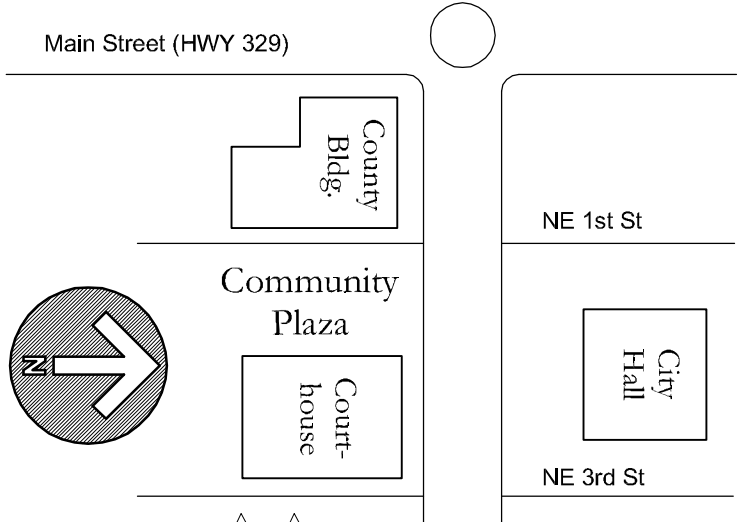 Main Street (HWY 329)
County
Bldg.
NE 1st St
Community
Plaza
N
Court-
house
City
Hall
NE 3rd St